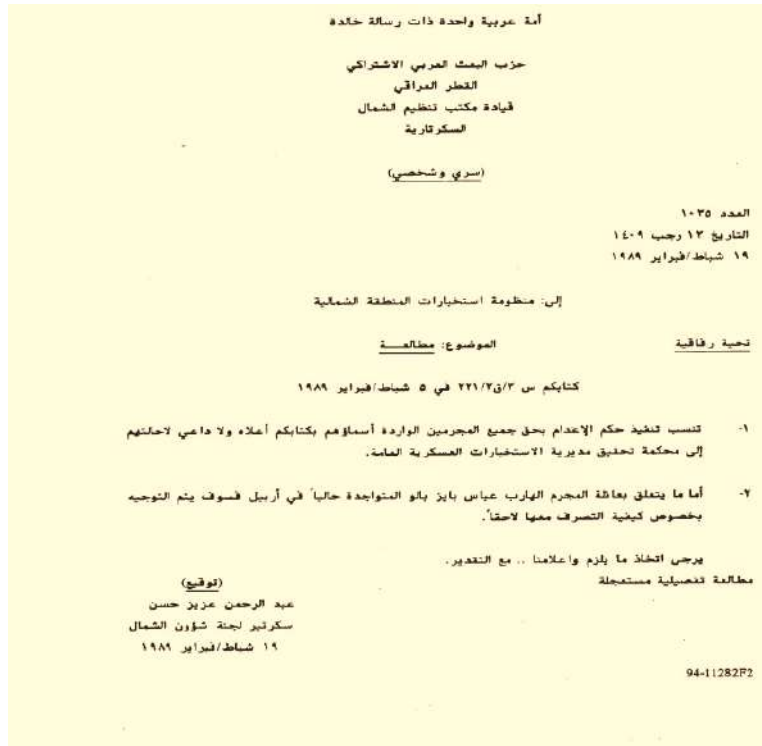 أمة عربية واحدة ذات رسالة خالدة
حزب البعث العربي الاشتراكي
القطر العراقي
قيادة مكتب تنظيم الشمال
السكرتارية
(سري وشخصي)
العدد ١٠٣٥
التاريخ ١٣ رجب ١٤٠٩
١٩ شباط/فبراير ١٩٨٩
إلى: منظومة استخبارات المنطقة الشمالية
تحية رفاقية الموضوع: مطالعـــة
كتابكم س ٣/ق٢٢١/٢ في ٥ شباط/فبراير ١٩٨٩
١- تنسب تنفيذ حكم الإعدام بحق جميع المجرمين الواردة أسماؤهم بكتابكم أعلاه ولا داعي لاحالتهم
إلى محكمة تحقيق مديرية الاستخبارات العسكرية العامة.
٢- أما ما يتعلق بعائلة المجرم الهارب عباس بايز بالو المتواجدة حالياً في أربيل فسوف يتم التوجيه
بخصوص كيفية التصرف معها لاحقاً.
يرجى اتخاذ ما يلزم واعلامنا .. مع التقدير.
مطالعة تفصيلية مستعجلة
(توقيع)
عبد الرحمن عزيز حسن
سكرتير لجنة شؤون الشمال
١٩ شباط/فبراير ١٩٨٩
94-11282F2